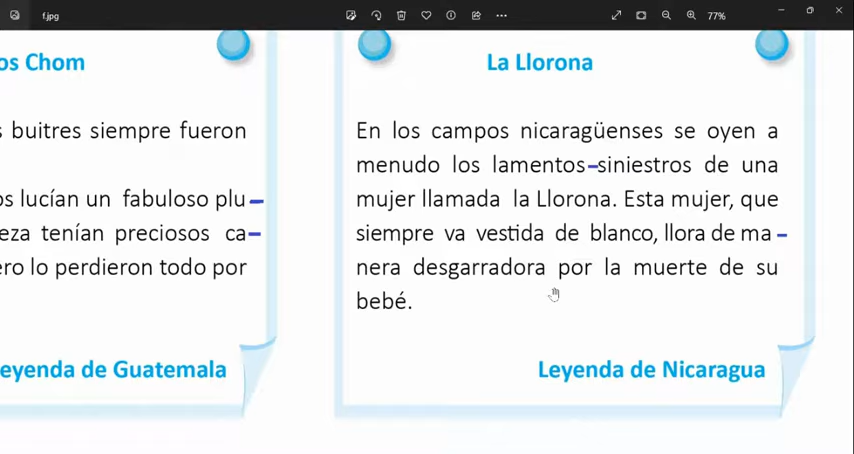 f.jpg
77%
os Chom
s buitres siempre fueron
os lucían un fabuloso plu-
eza tenían preciosos ca-
ero lo perdieron todo por
eyenda de Guatemala
La Llorona
En los campos nicaragüenses se oyen a
menudo los lamentos-siniestros de una
mujer llamada la Llorona. Esta mujer, que
siempre va vestida de blanco, llora de ma-
nera desgarradora por la muerte de su
bebé.
Leyenda de Nicaragua